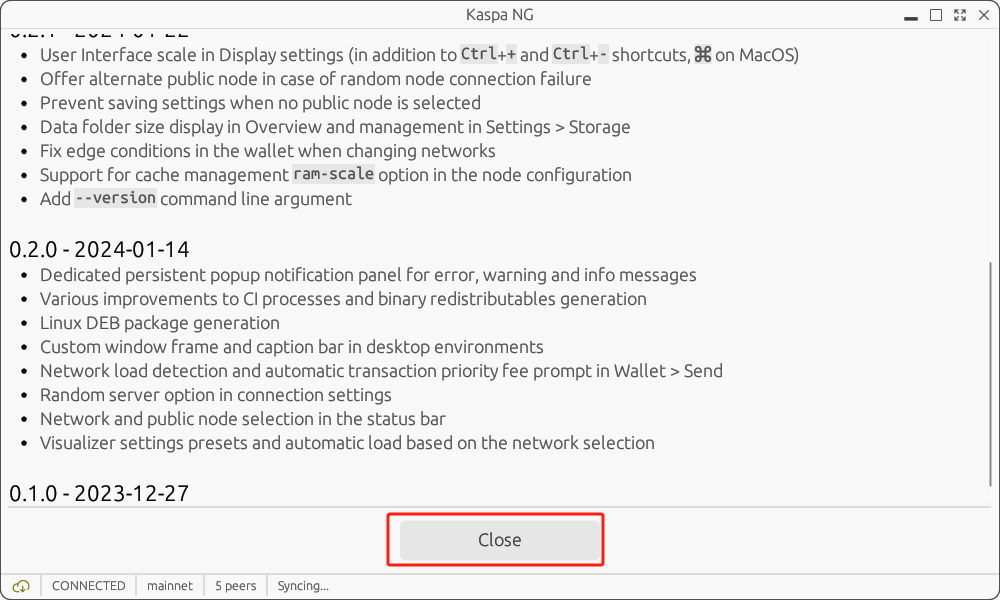 Kaspa NG
0.2.1 - 2024-01-22
• User Interface scale in Display settings (in addition to Ctrl++ and Ctrl+- shortcuts, ⌘ on MacOS)
• Offer alternate public node in case of random node connection failure
• Prevent saving settings when no public node is selected
• Data folder size display in Overview and management in Settings > Storage
• Fix edge conditions in the wallet when changing networks
• Support for cache management ram-scale option in the node configuration
• Add --version command line argument
0.2.0 - 2024-01-14
• Dedicated persistent popup notification panel for error, warning and info messages
• Various improvements to CI processes and binary redistributables generation
• Linux DEB package generation
• Custom window frame and caption bar in desktop environments
• Network load detection and automatic transaction priority fee prompt in Wallet > Send
• Random server option in connection settings
• Network and public node selection in the status bar
• Visualizer settings presets and automatic load based on the network selection
0.1.0 - 2023-12-27
Close
CONNECTED mainnet 5 peers Syncing...